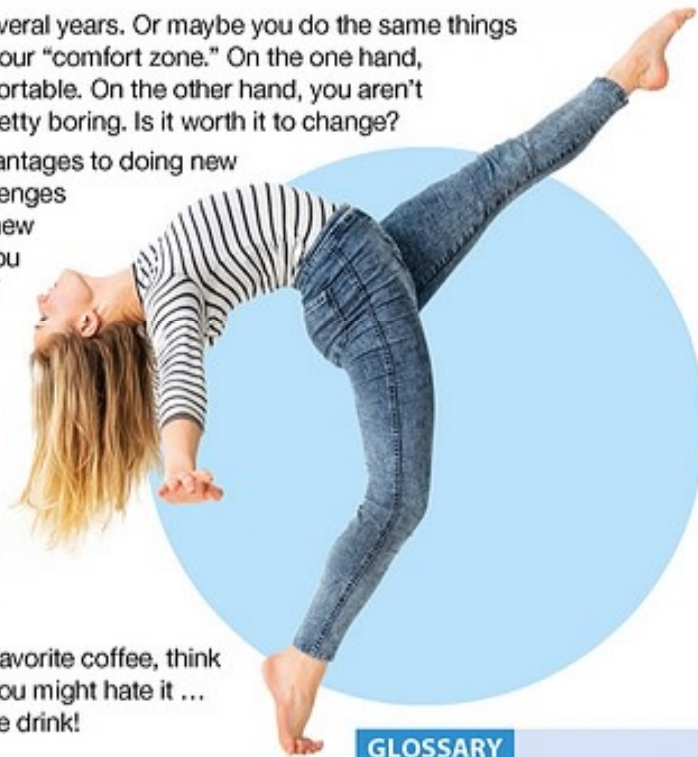 veral years. Or maybe you do the same things
our “comfort zone.” On the one hand,
ortable. On the other hand, you aren’t
etty boring. Is it worth it to change?
antages to doing new
enges
ew
ou
avorite coffee, think
ou might hate it ...
e drink!
GLOSSARY